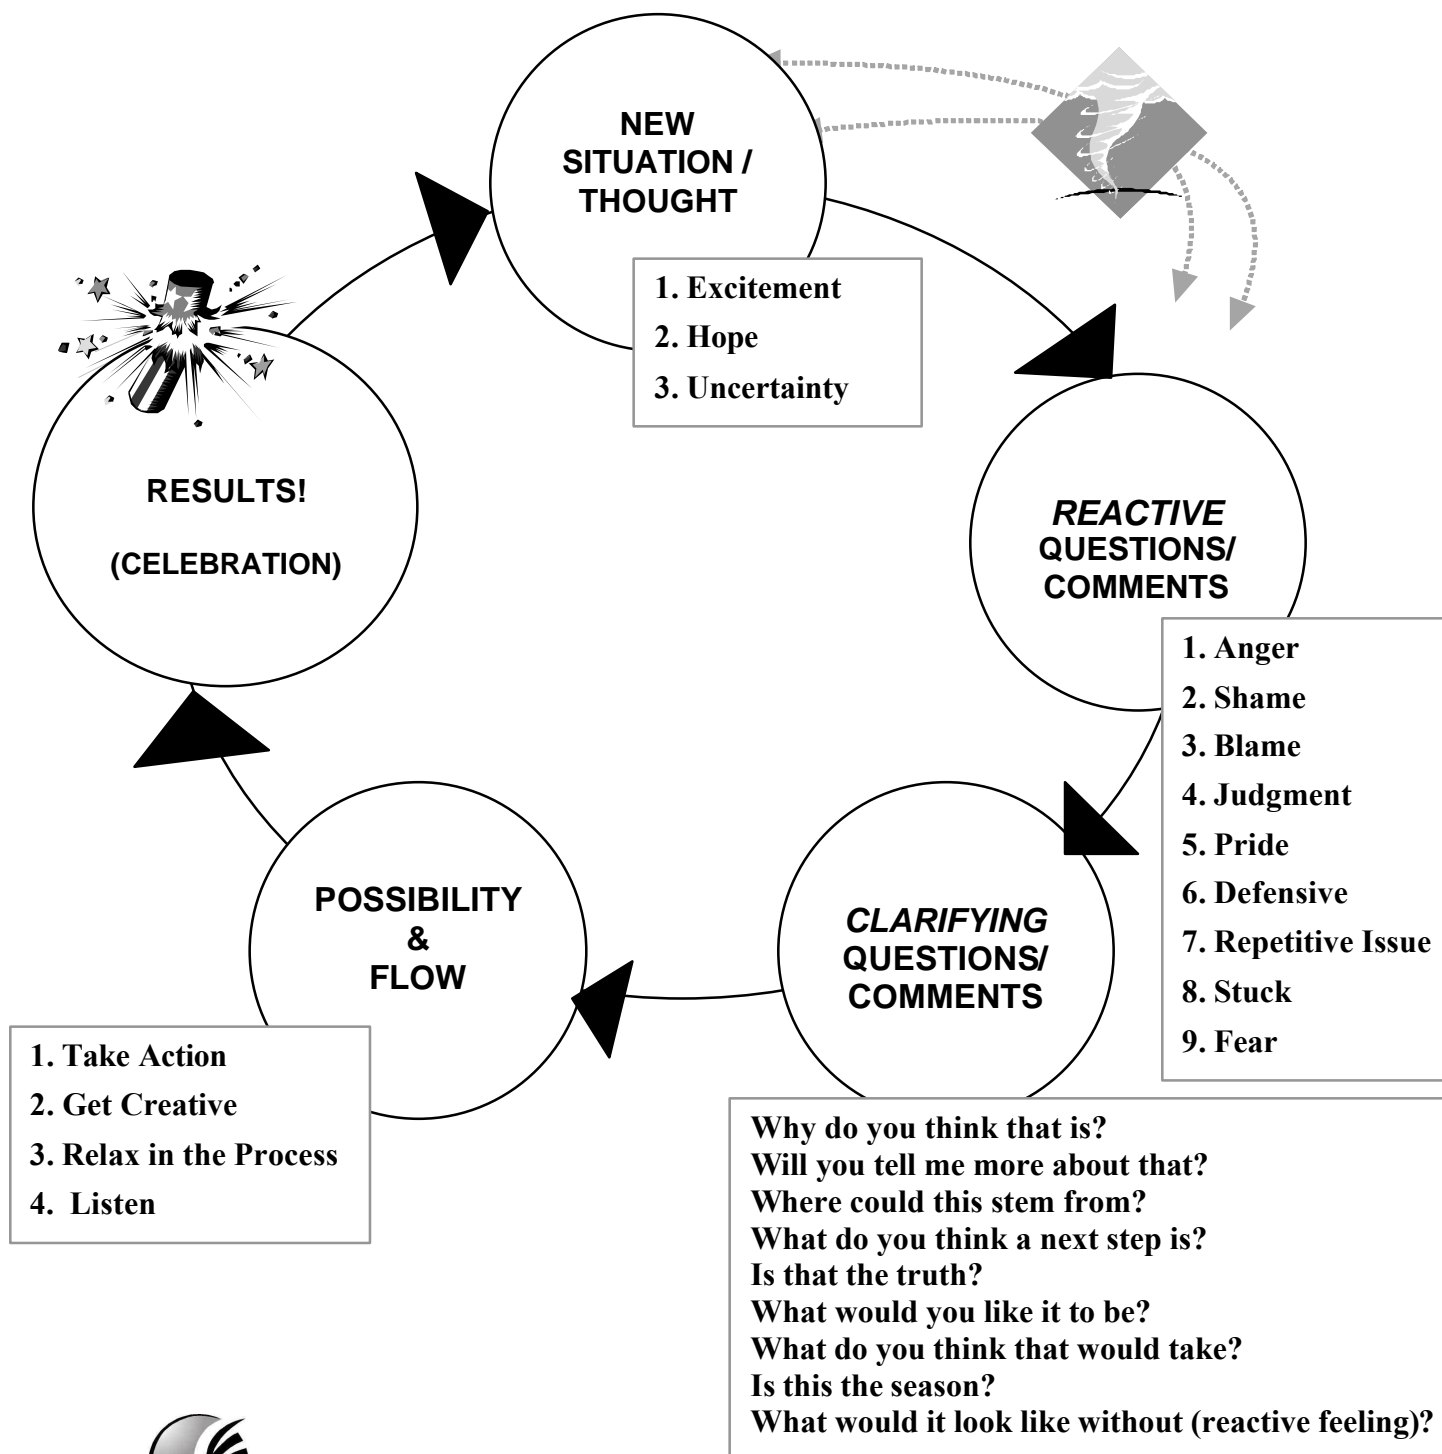 NEW
SITUATION /
THOUGHT
1. Excitement
2. Hope
3. Uncertainty
REACTIVE
QUESTIONS/
COMMENTS
1. Anger
2. Shame
3. Blame
4. Judgment
5. Pride
6. Defensive
7. Repetitive Issue
8. Stuck
9. Fear
CLARIFYING
QUESTIONS/
COMMENTS
Why do you think that is?
Will you tell me more about that?
Where could this stem from?
What do you think a next step is?
Is that the truth?
What would you like it to be?
What do you think that would take?
Is this the season?
What would it look like without (reactive feeling)?
POSSIBILITY
&
FLOW
1. Take Action
2. Get Creative
3. Relax in the Process
4.  Listen
RESULTS!
(CELEBRATION)